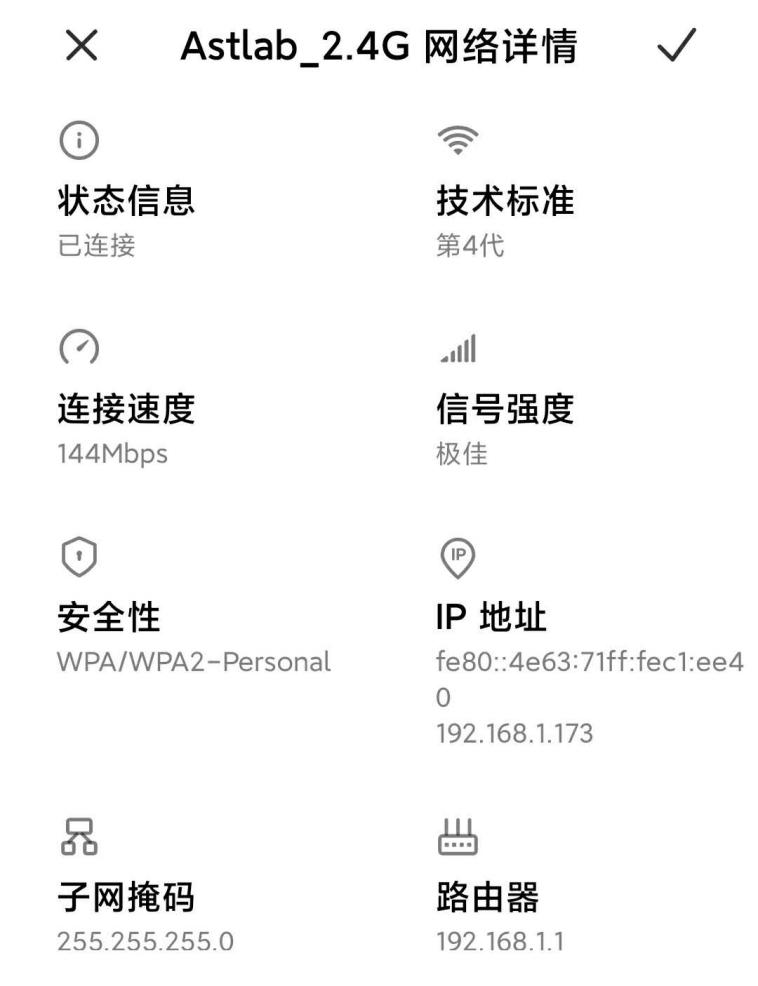 Astlab_2.4G 网络详情
状态信息
已连接
技术标准
第4代
连接速度
144Mbps
信号强度
极佳
安全性
WPA/WPA2-Personal
IP 地址
fe80::4e63:71ff:fec1:ee4
0
192.168.1.173
子网掩码
255.255.255.0
路由器
192.168.1.1